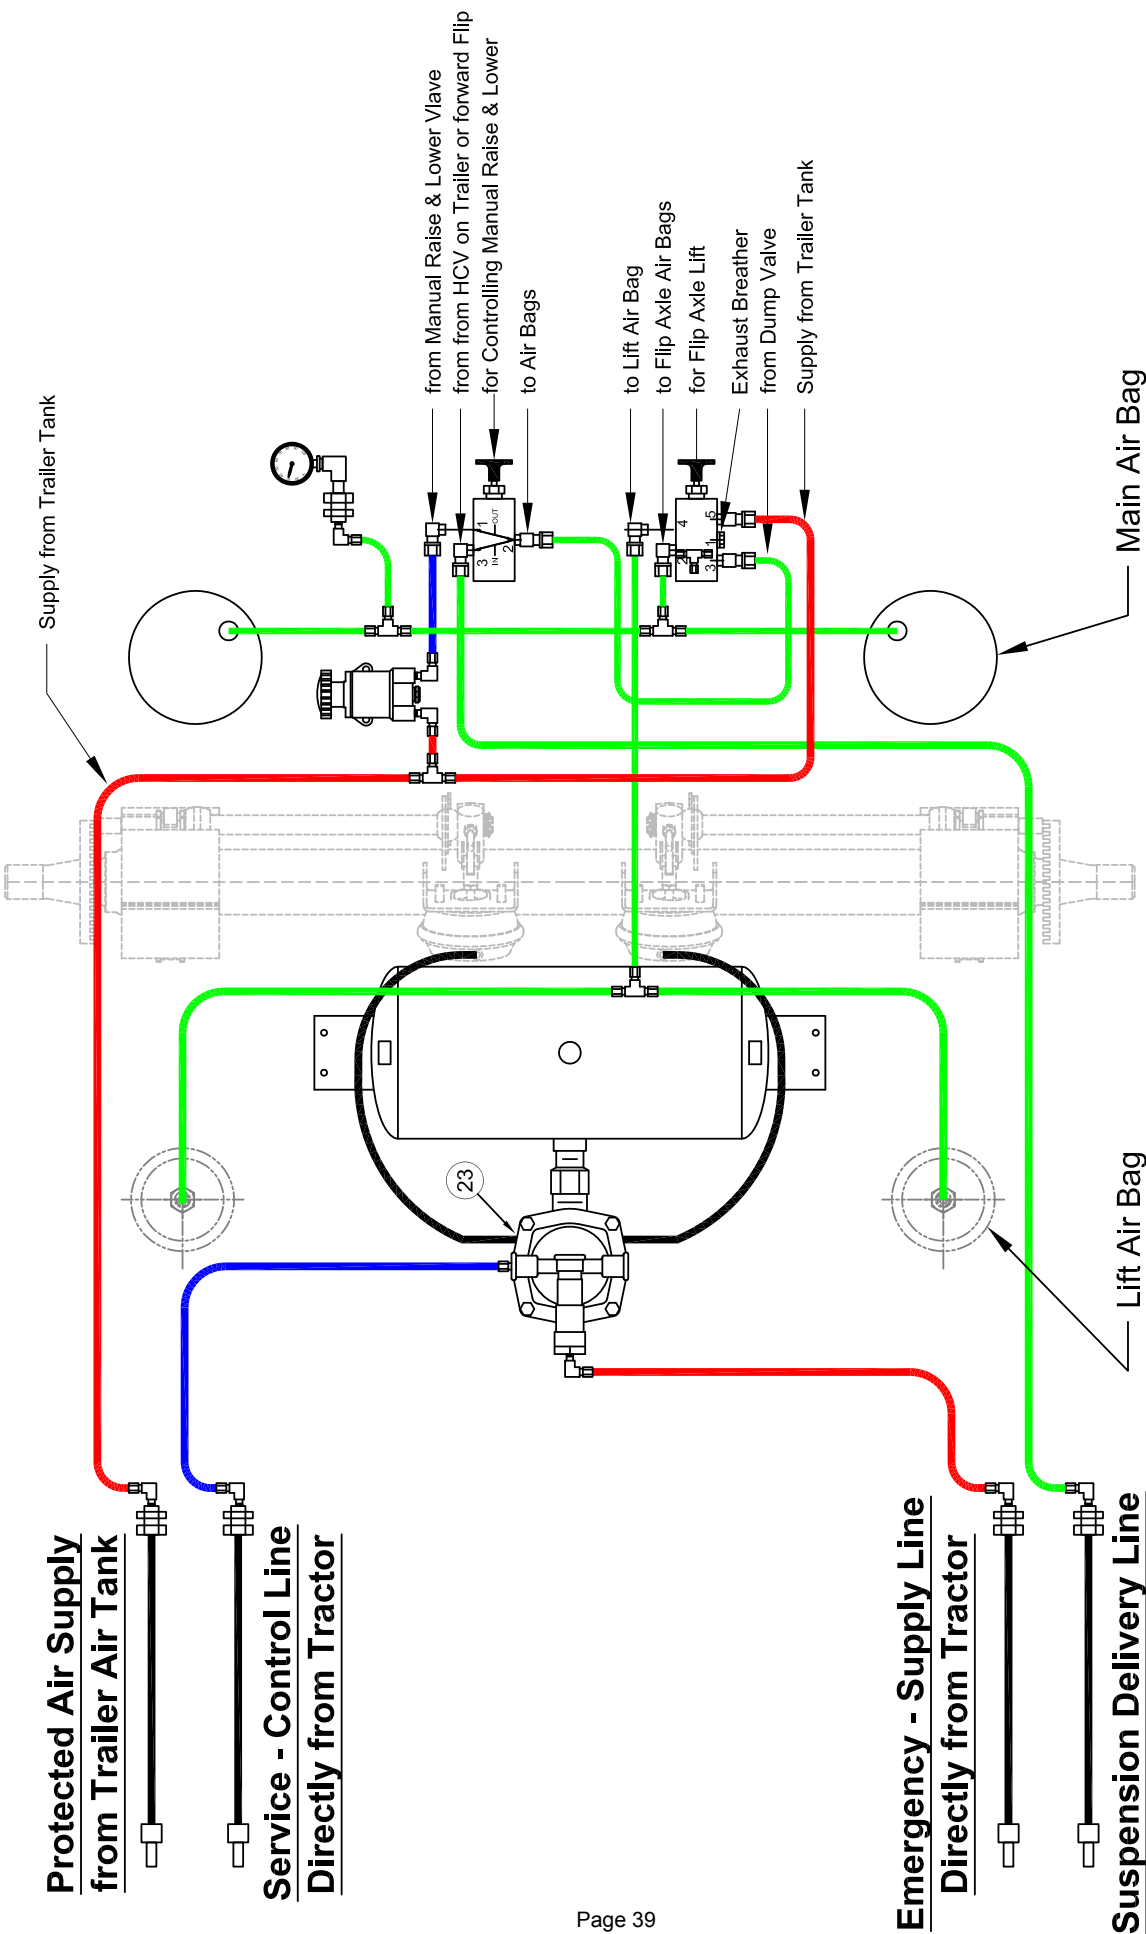 Supply from Trailer Tank
from Manual Raise & Lower Vlave
from from HCV on Trailer or forward Flip
for Controlling Manual Raise & Lower
to Air Bags
3
1
IN
OUT
2
to Lift Air Bag
to Flip Axle Air Bags
for Flip Axle Lift
Exhaust Breather
from Dump Valve
Supply from Trailer Tank
2
4
3
1
5
Main Air Bag
23
Lift Air Bag
Protected Air Supply
from Trailer Air Tank
Service - Control Line
Directly from Tractor
Emergency - Supply Line
Directly from Tractor
Suspension Delivery Line
Page 39